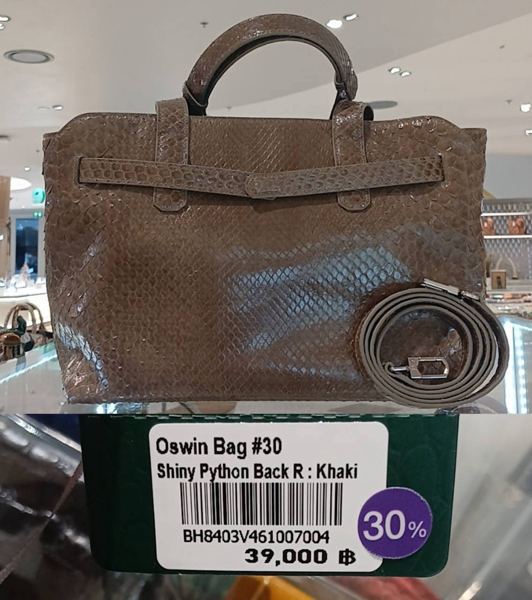 Oswin Bag #30
Shiny Python Back R : Khaki
BH8403V461007004
39,000 ฿
30%